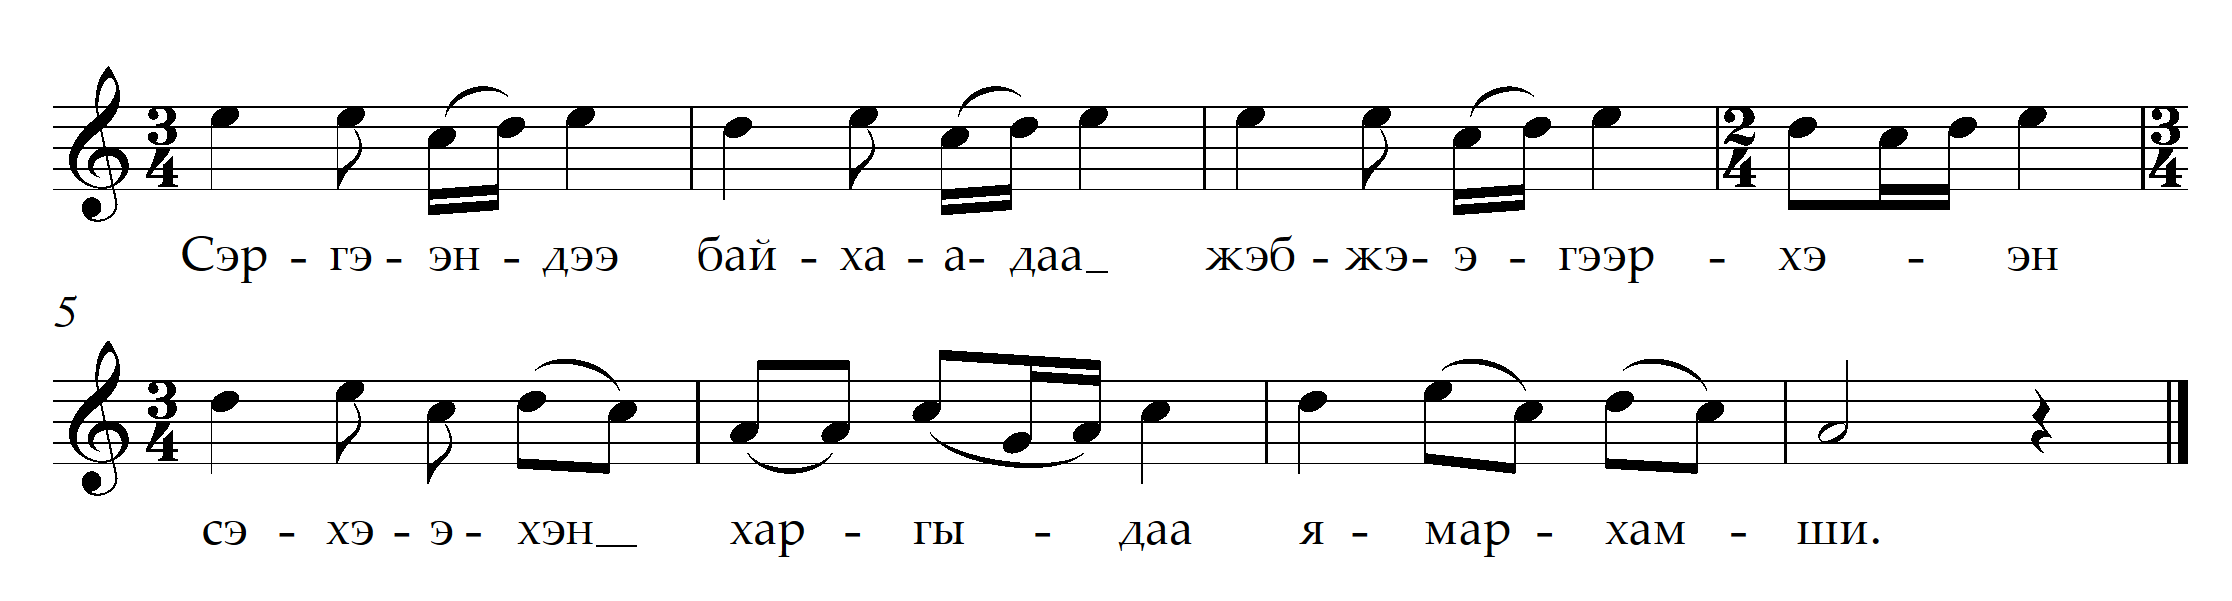 Сэр - гэ - эн - дээ бай - ха - а- даа_ жэб - жэ- э - гээр - хэ - эн
5
сэ - хэ - э - хэн__ хар - гы - даа я - мар - хам - ши.